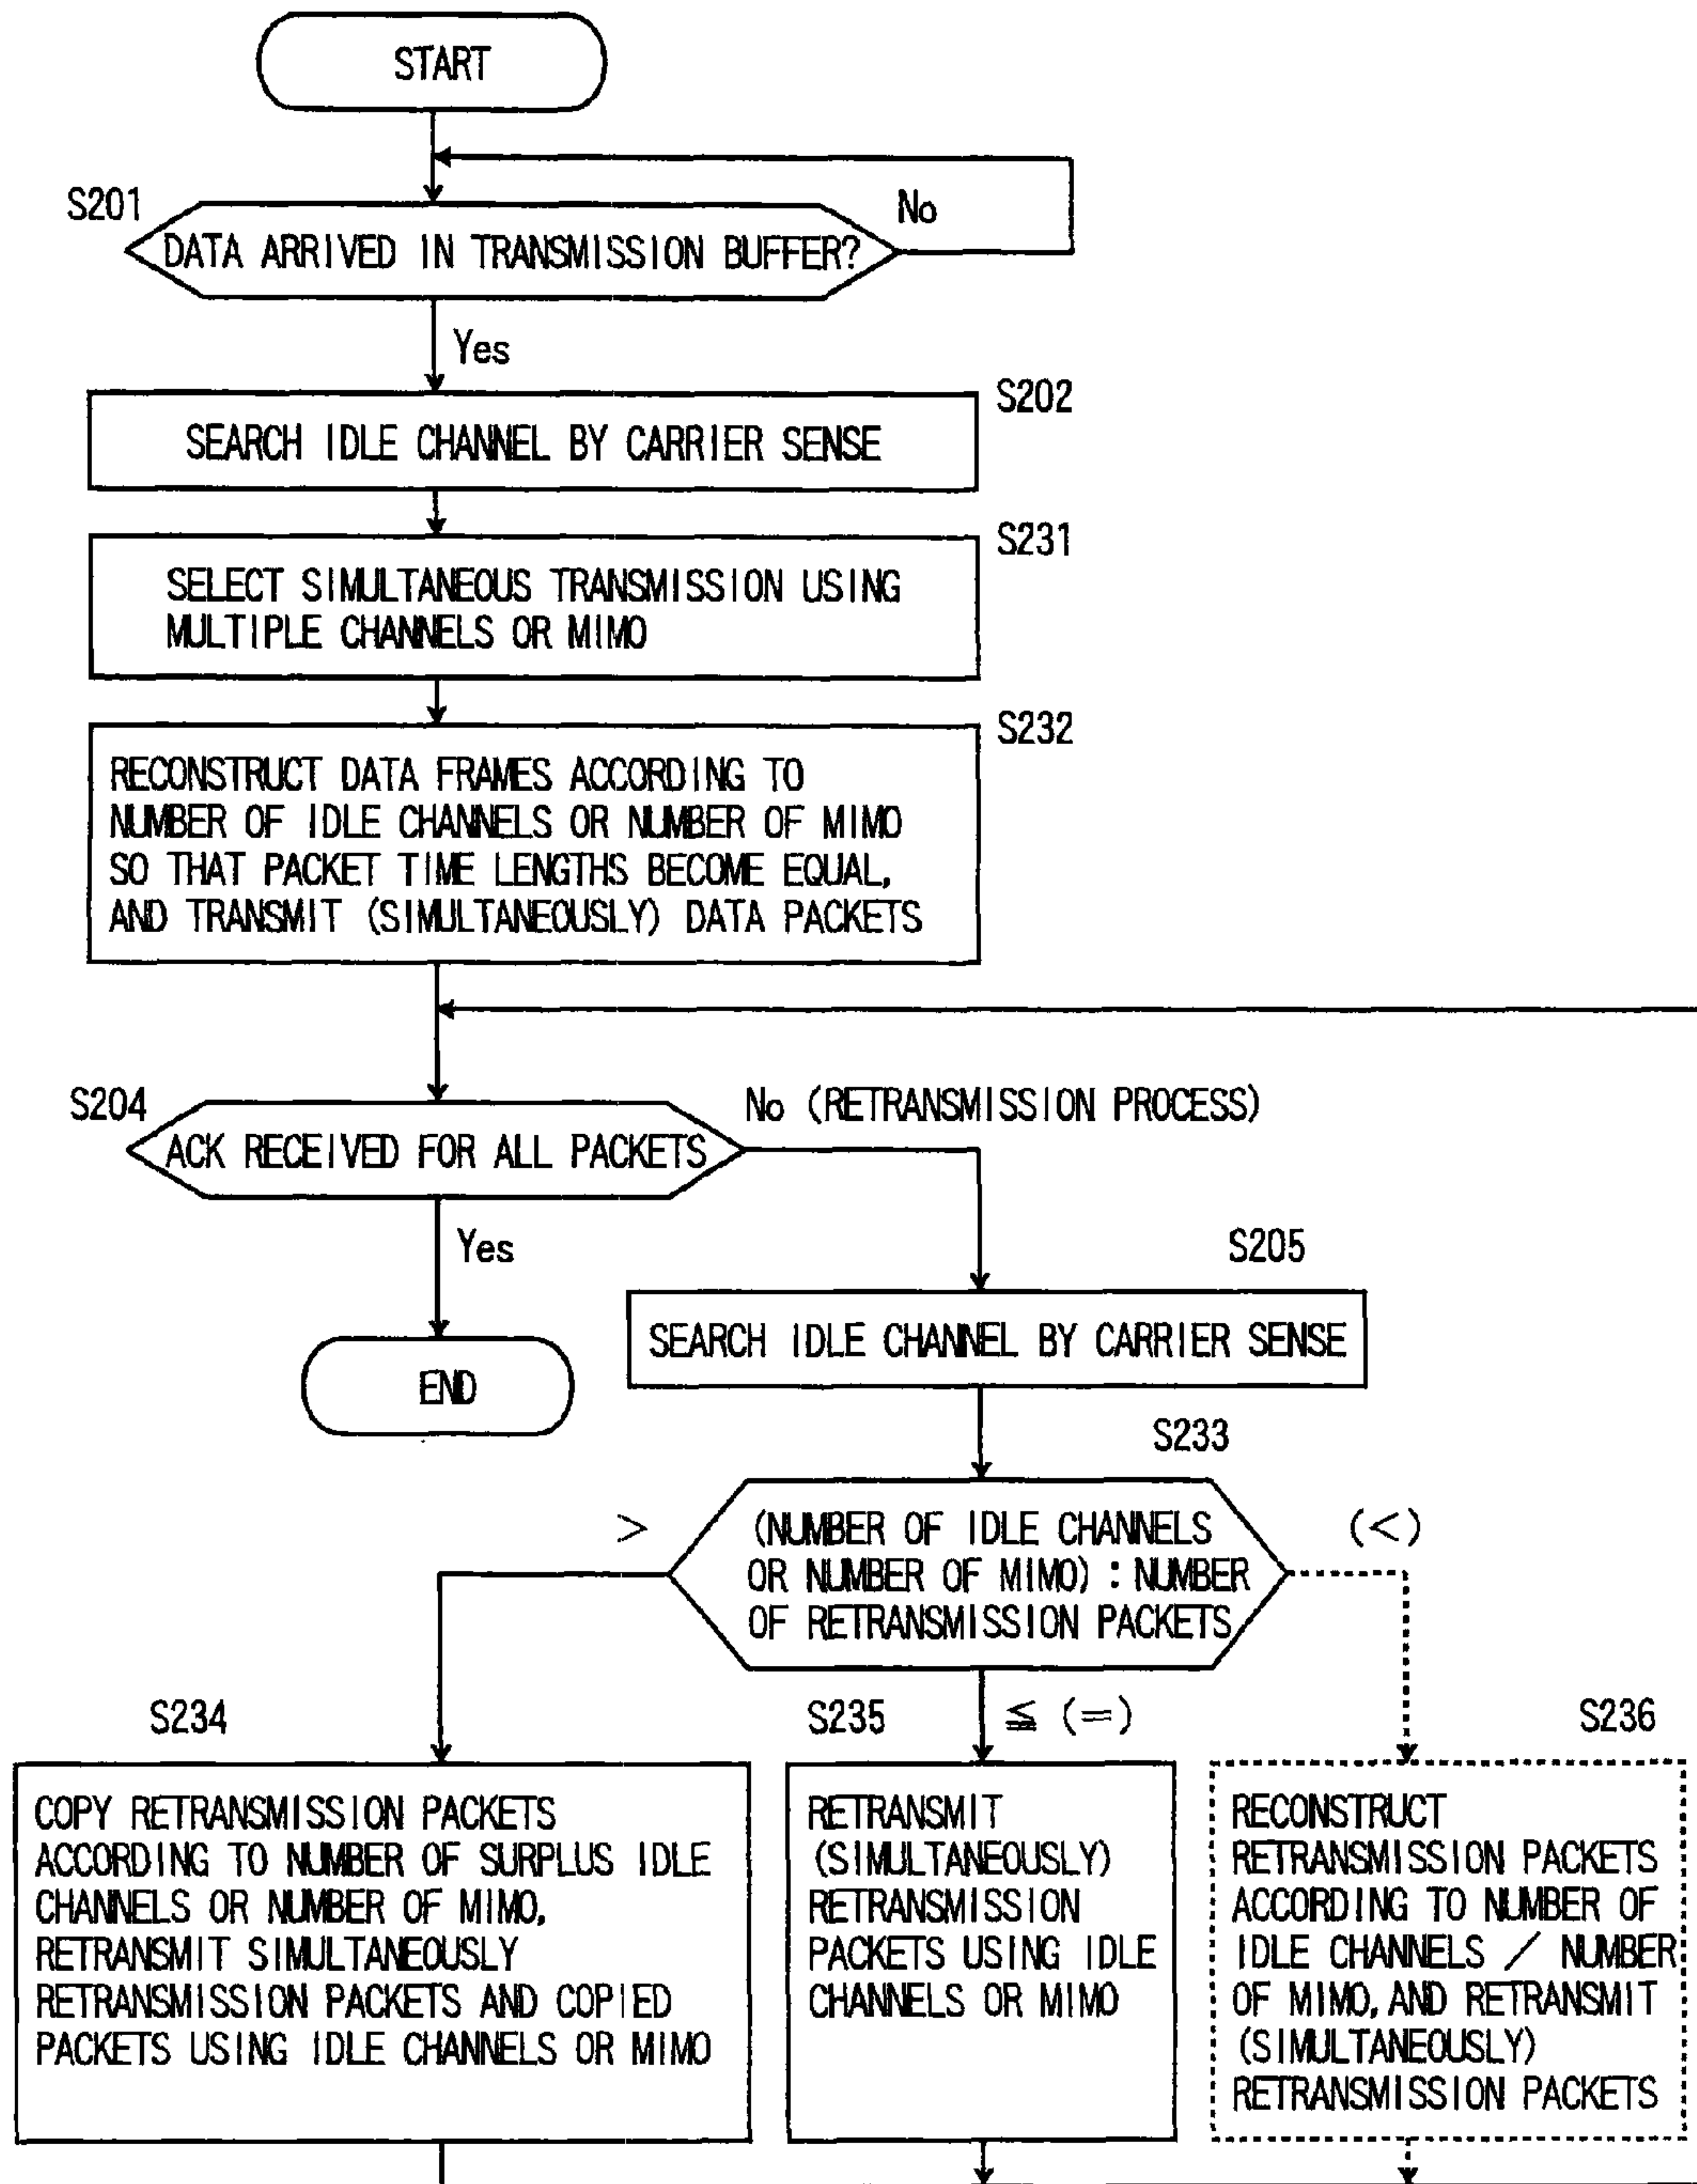 START
S201
No
DATA ARRIVED IN TRANSMISSION BUFFER?
Yes
S202
SEARCH IDLE CHANNEL BY CARRIER SENSE
S231
SELECT SIMULTANEOUS TRANSMISSION USING
MULTIPLE CHANNELS OR MIMO
S232
RECONSTRUCT DATA FRAMES ACCORDING TO
NUMBER OF IDLE CHANNELS OR NUMBER OF MIMO
SO THAT PACKET TIME LENGTHS BECOME EQUAL,
AND TRANSMIT (SIMULTANEOUSLY) DATA PACKETS
S204
No (RETRANSMISSION PROCESS)
ACK RECEIVED FOR ALL PACKETS
Yes
S205
SEARCH IDLE CHANNEL BY CARRIER SENSE
END
S233
>
(NUMBER OF IDLE CHANNELS
OR NUMBER OF MIMO) : NUMBER
OF RETRANSMISSION PACKETS
(<)
S234
S235
≦ (=)
S236
COPY RETRANSMISSION PACKETS
ACCORDING TO NUMBER OF SURPLUS IDLE
CHANNELS OR NUMBER OF MIMO,
RETRANSMIT SIMULTANEOUSLY
RETRANSMISSION PACKETS AND COPIED
PACKETS USING IDLE CHANNELS OR MIMO
RETRANSMIT
(SIMULTANEOUSLY)
RETRANSMISSION
PACKETS USING IDLE
CHANNELS OR MIMO
RECONSTRUCT
RETRANSMISSION PACKETS
ACCORDING TO NUMBER OF
IDLE CHANNELS / NUMBER
OF MIMO, AND RETRANSMIT
(SIMULTANEOUSLY)
RETRANSMISSION PACKETS